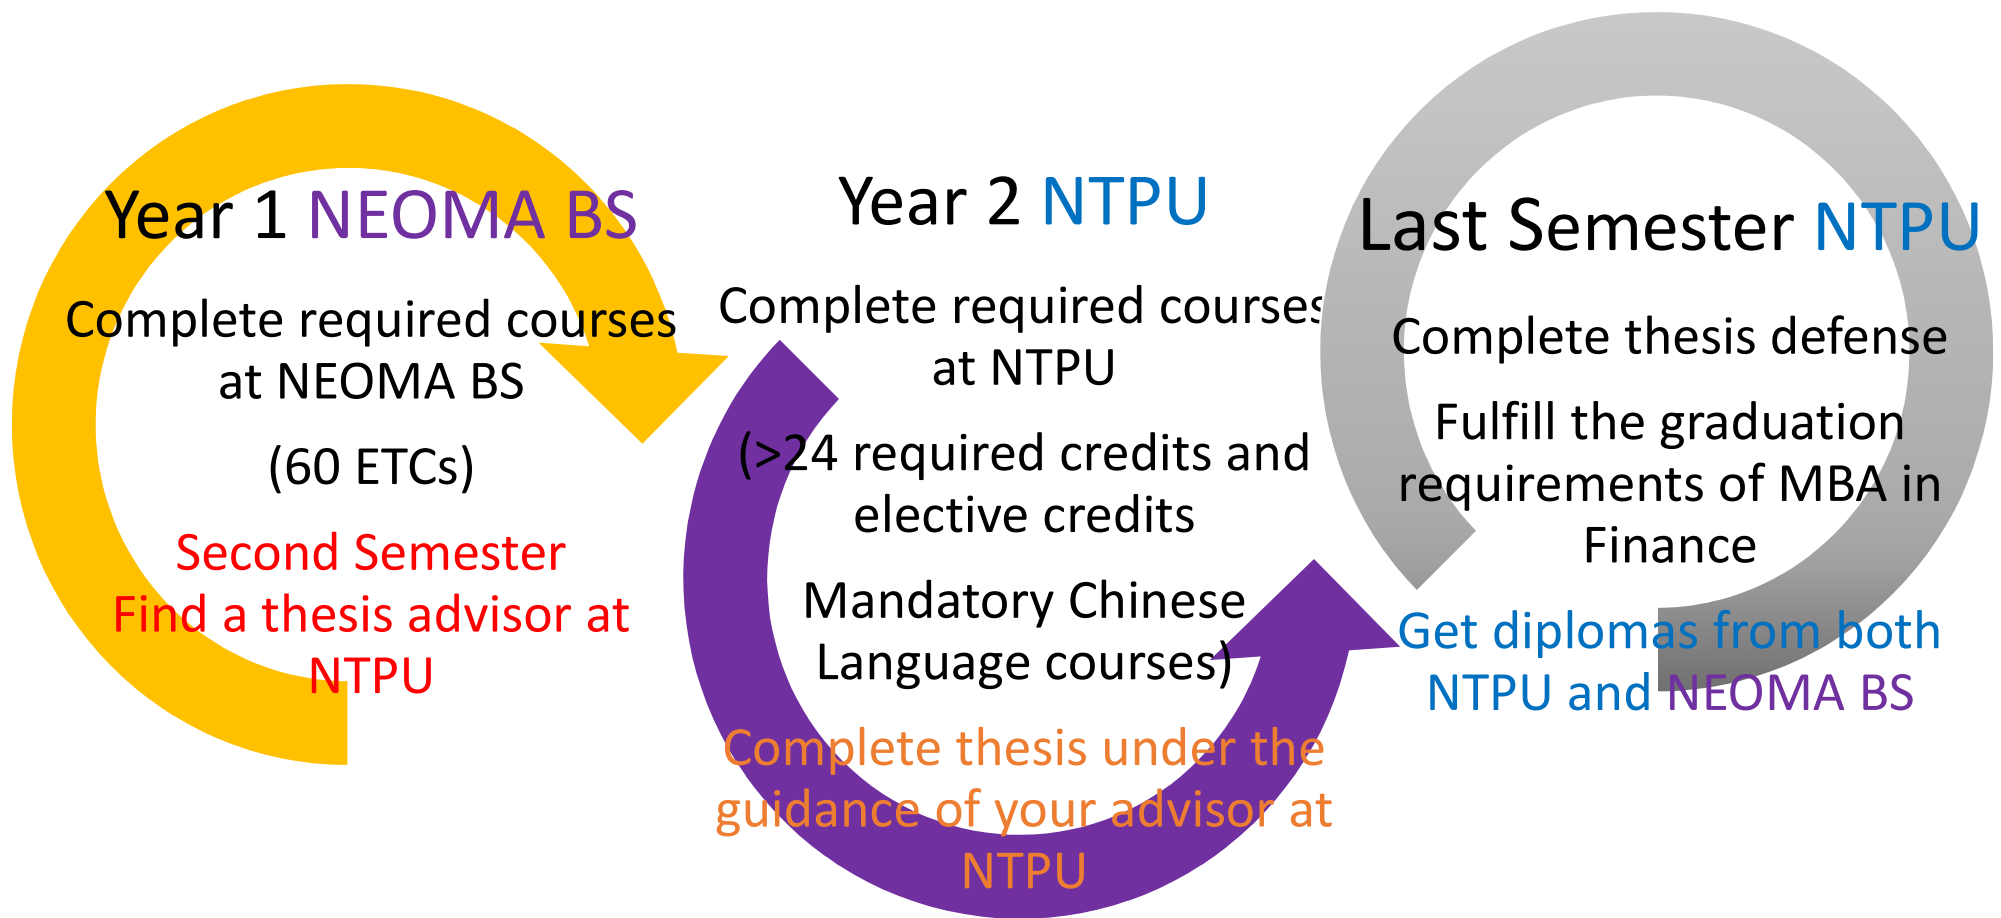 Year 1 NEOMA BS
Complete required courses
at NEOMA BS
(60 ETCs)
Second Semester
Find a thesis advisor at
NTPU
Year 2 NTPU
Complete required courses
at NTPU
(>24 required credits and
elective credits
Mandatory Chinese
Language courses)
Complete thesis under the
guidance of your advisor at
NTPU
Last Semester NTPU
Complete thesis defense
Fulfill the graduation
requirements of MBA in
Finance
Get diplomas from both
NTPU and NEOMA BS